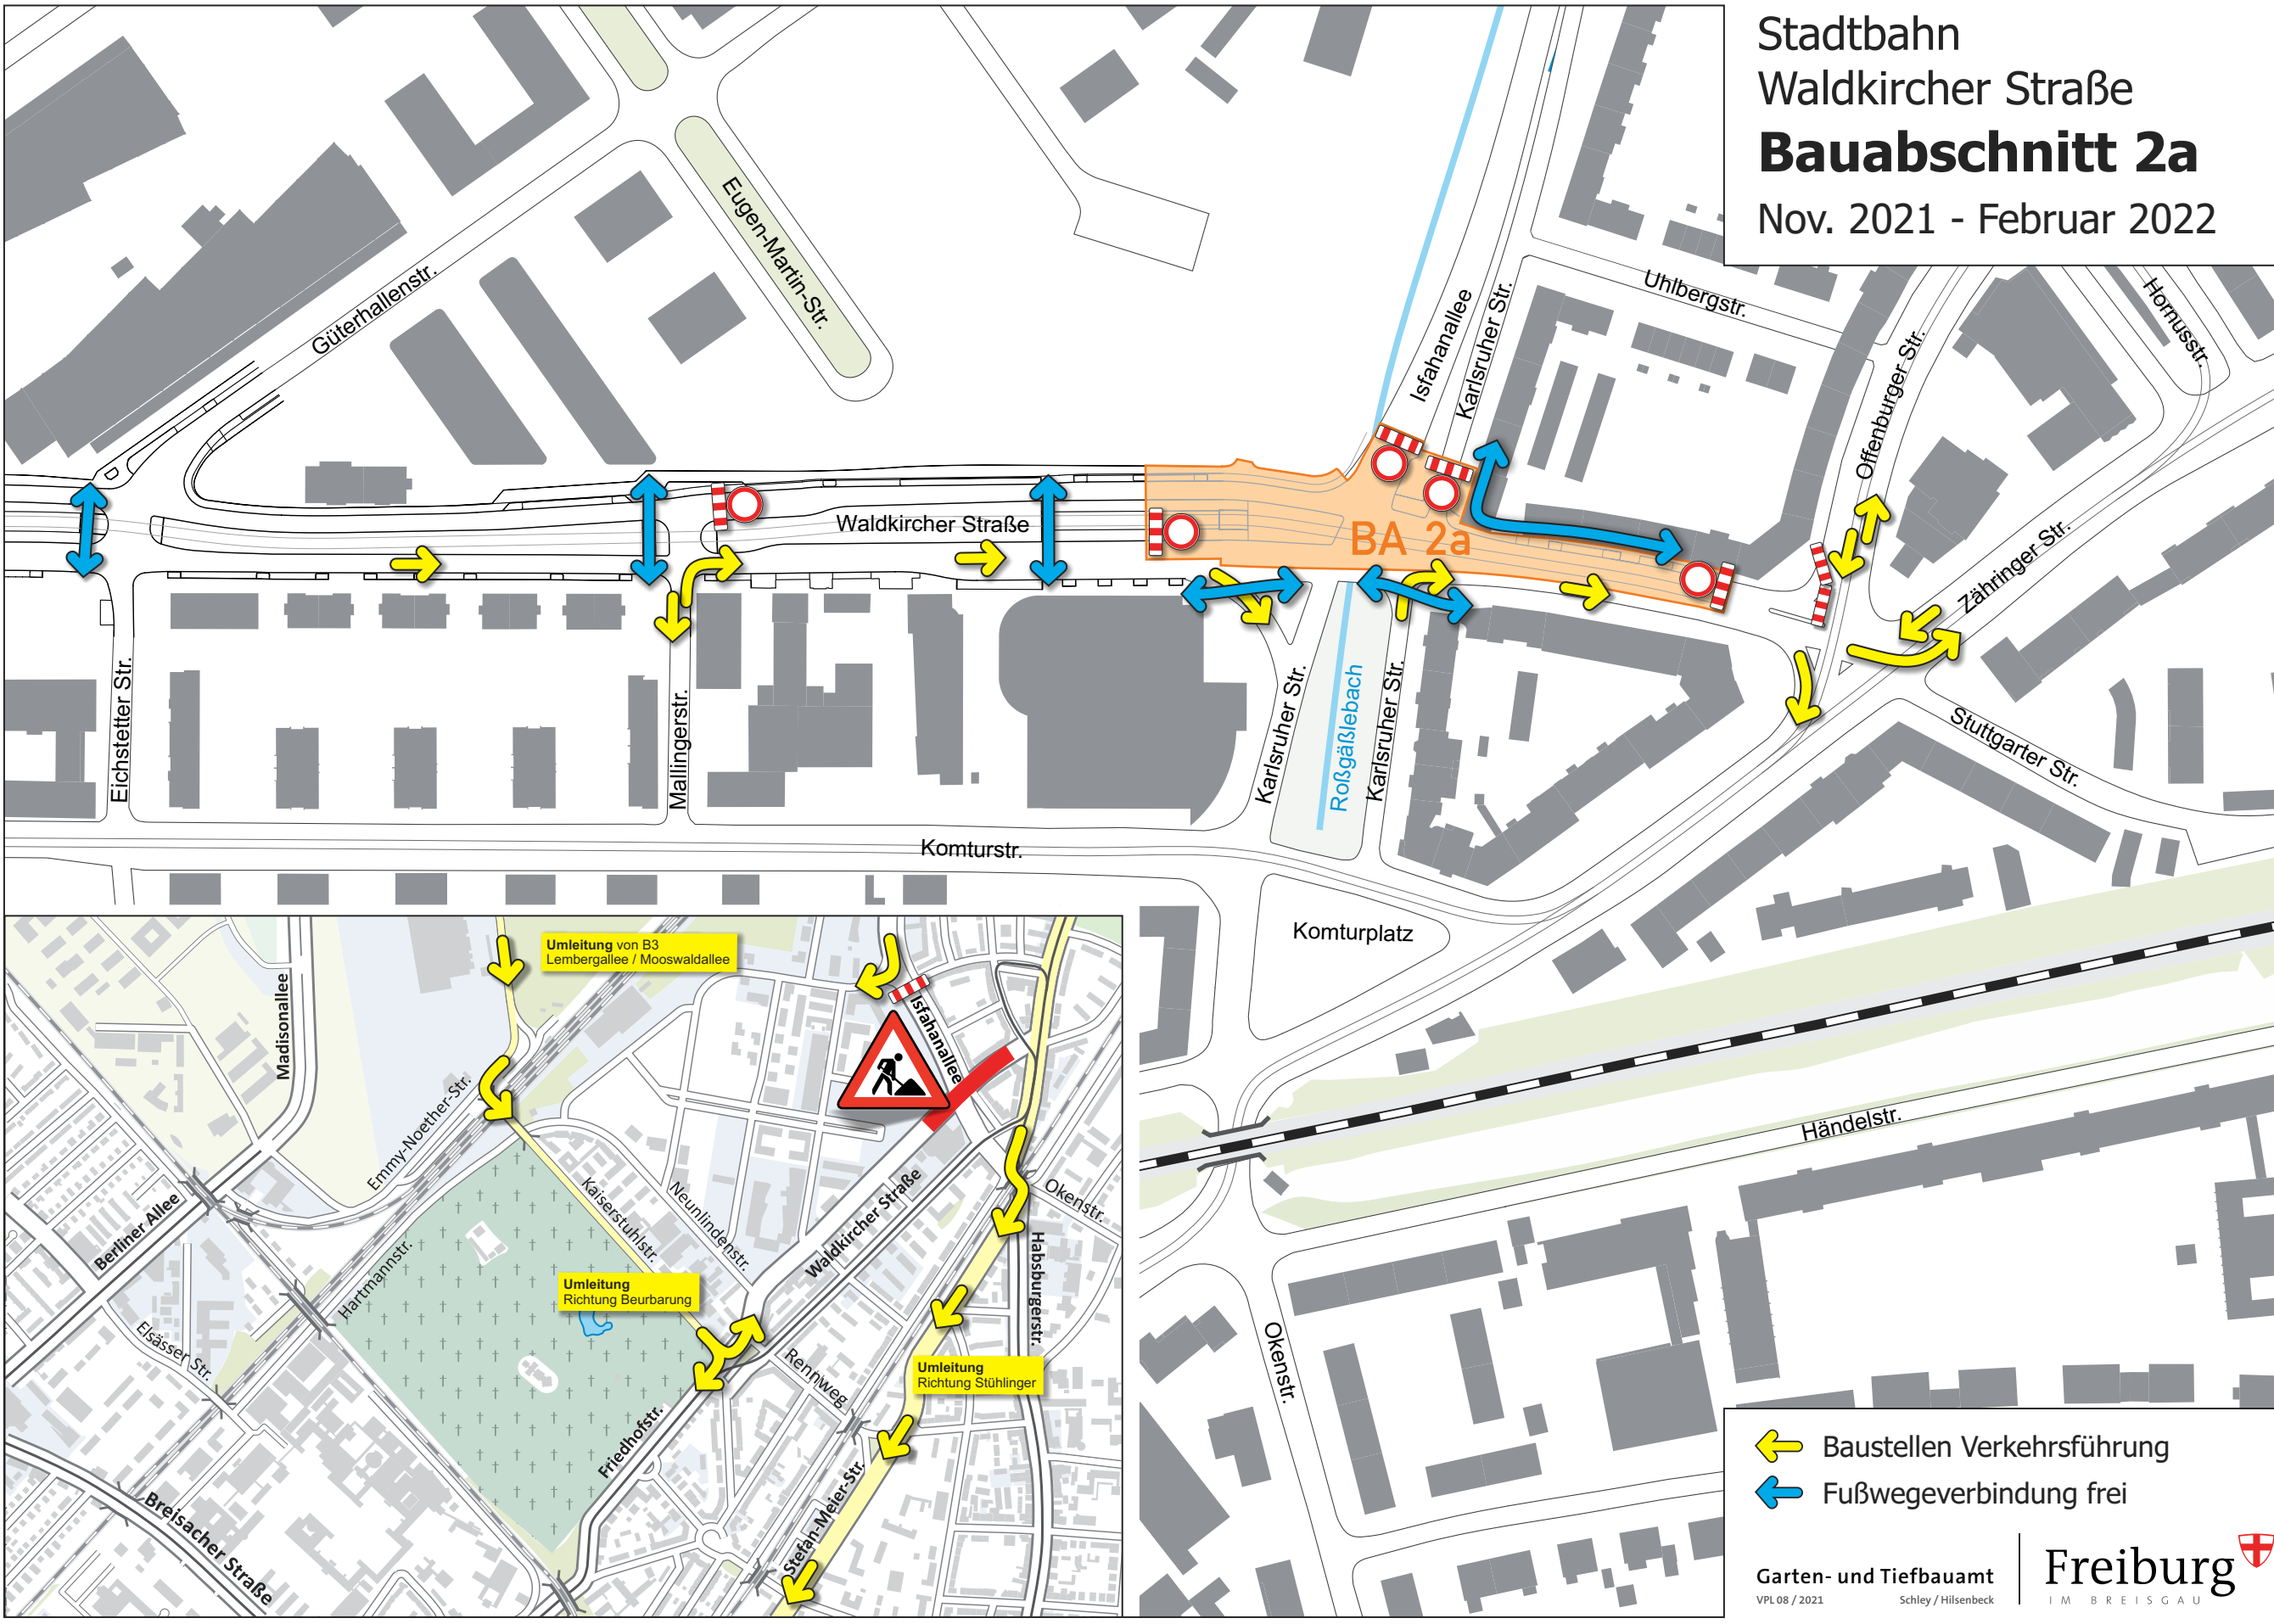 Stadtbahn
Waldkircher Straße
Bauabschnitt 2a
Nov. 2021 - Februar 2022
Eugen-Martin-Str.
Güterhallenstr.
Isfahanallee
Karlsruher Str.
Uhlbergstr.
Hornusstr.
Offenburger Str.
Waldkircher Straße
BA 2a
Zähringer Str.
Eichstetter Str.
Mallingerstr.
Karlsruher Str.
Roßgäßlebach
Karlsruher Str.
Stuttgarter Str.
Komturstr.
Komturplatz
Händelstr.
Okenstr.
Umleitung von B3
Lembergallee / Mooswaldallee
Madisonallee
Isfahanallee
Emmy-Noether-Str.
Berliner Allee
Hartmannstr.
Kaiserstuhlstr.
Neunlindenstr.
Waldkircher Straße
Okenstr.
Habsburgerstr.
Umleitung
Richtung Beurbarung
Elsässer Str.
Rennweg
Umleitung
Richtung Stühlinger
Friedhofstr.
Stefan-Meier-Str.
Breisacher Straße
Baustellen Verkehrsführung
Fußwegeverbindung frei
Garten- und Tiefbauamt
VPL 08 / 2021 Schley / Hilsenbeck
Freiburg
IM BREISGAU